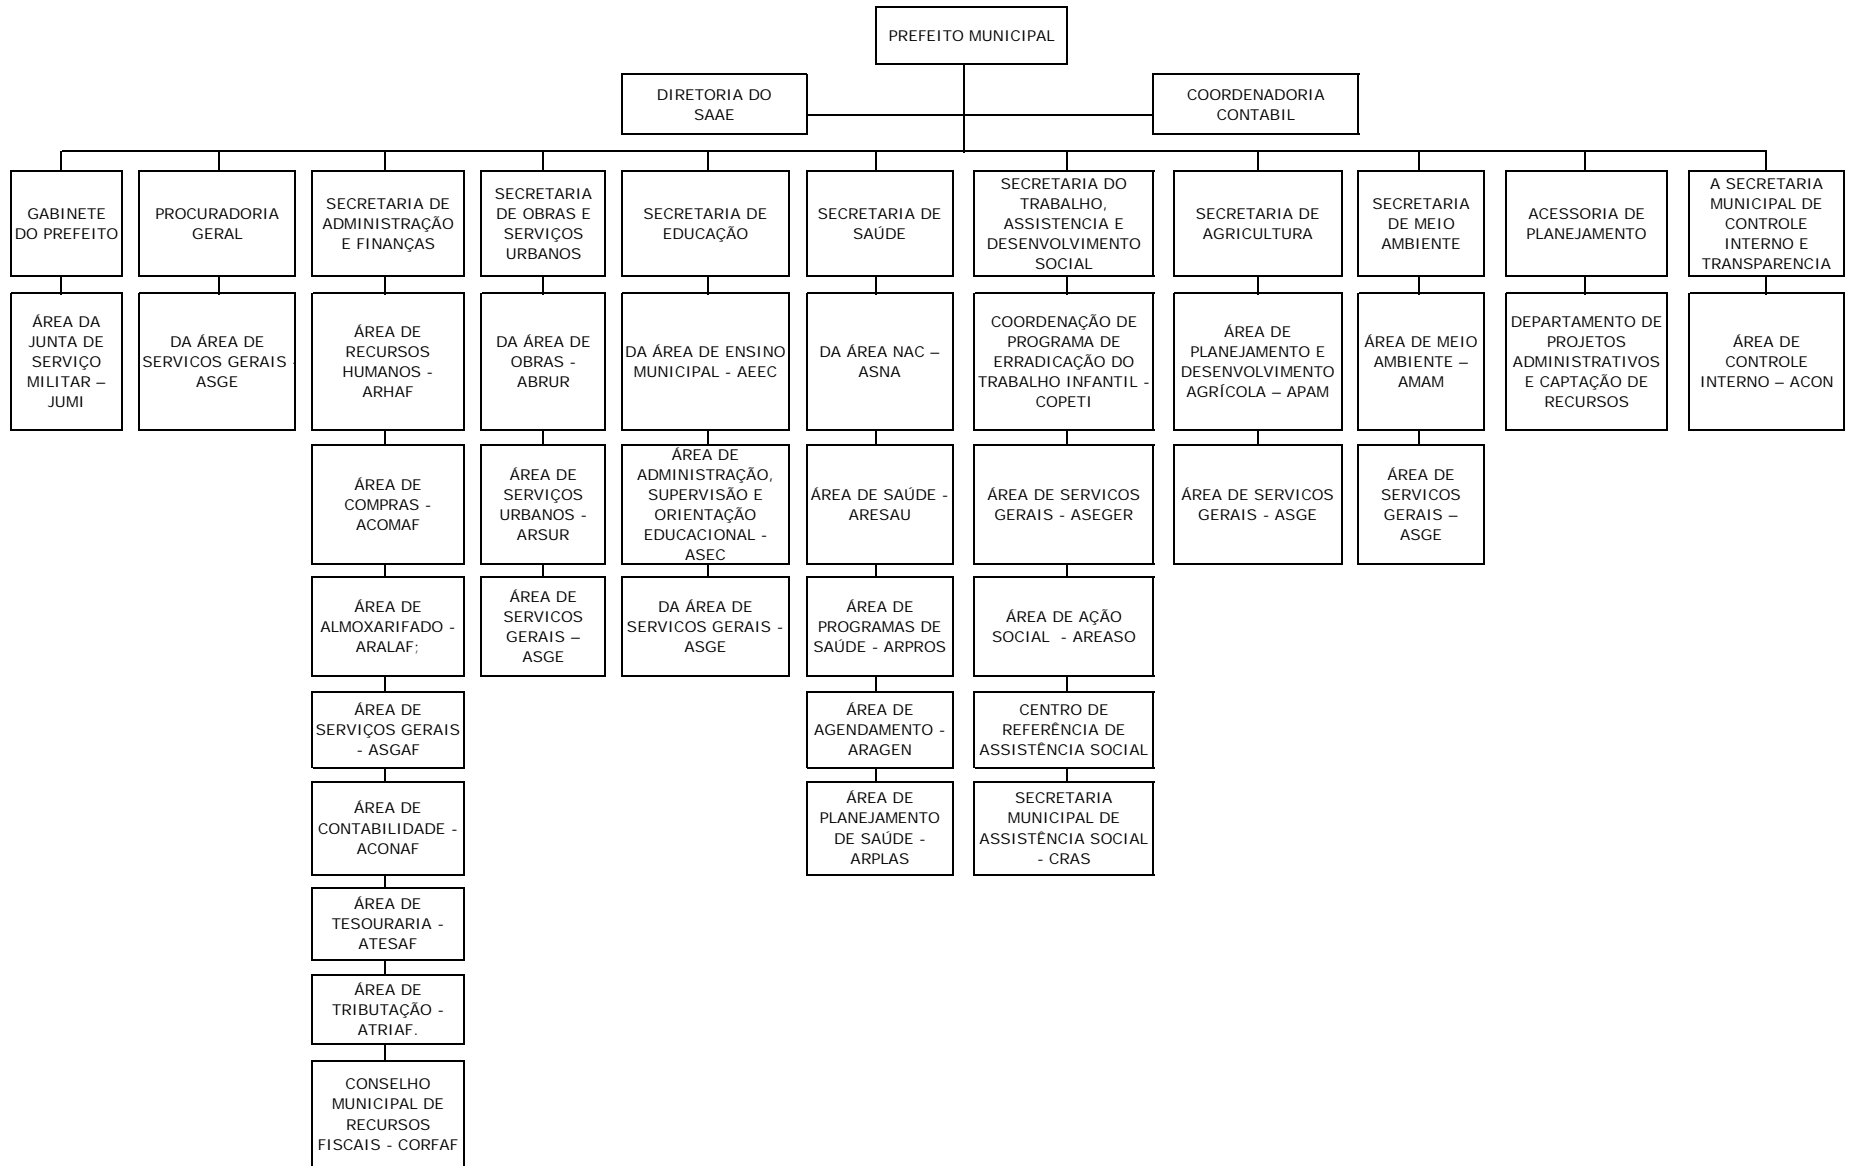 PREFEITO MUNICIPAL
DIRETORIA DO
SAAE
COORDENADORIA
CONTABIL
GABINETE
DO PREFEITO
PROCURADORIA
GERAL
SECRETARIA DE
ADMINISTRAÇÃO
E FINANÇAS
SECRETARIA
DE OBRAS E
SERVIÇOS
URBANOS
SECRETARIA DE
EDUCAÇÃO
SECRETARIA DE
SAÚDE
SECRETARIA DO
TRABALHO,
ASSISTENCIA E
DESENVOLVIMENTO
SOCIAL
SECRETARIA DE
AGRICULTURA
SECRETARIA
DE MEIO
AMBIENTE
ACESSORIA DE
PLANEJAMENTO
A SECRETARIA
MUNICIPAL DE
CONTROLE
INTERNO E
TRANSPARENCIA
ÁREA DA
JUNTA DE
SERVIÇO
MILITAR –
JUMI
DA ÁREA DE
SERVICOS GERAIS -
ASGE
ÁREA DE
RECURSOS
HUMANOS -
ARHAF
DA ÁREA DE
OBRAS -
ABRUR
DA ÁREA DE ENSINO
MUNICIPAL - AEEC
DA ÁREA NAC –
ASNA
COORDENAÇÃO DE
PROGRAMA DE
ERRADICAÇÃO DO
TRABALHO INFANTIL -
COPETI
ÁREA DE
PLANEJAMENTO E
DESENVOLVIMENTO
AGRÍCOLA – APAM
ÁREA DE MEIO
AMBIENTE –
AMAM
DEPARTAMENTO DE
PROJETOS
ADMINISTRATIVOS
E CAPTAÇÃO DE
RECURSOS
ÁREA DE
CONTROLE
INTERNO – ACON
ÁREA DE
COMPRAS -
ACOMAF
ÁREA DE
SERVIÇOS
URBANOS -
ARSUR
ÁREA DE
ADMINISTRAÇÃO,
SUPERVISÃO E
ORIENTAÇÃO
EDUCACIONAL -
ASEC
ÁREA DE SAÚDE -
ARESAU
ÁREA DE SERVICOS
GERAIS - ASEGER
ÁREA DE SERVICOS
GERAIS - ASGE
ÁREA DE
SERVICOS
GERAIS –
ASGE
ÁREA DE
ALMOXARIFADO -
ARALAF;
ÁREA DE
SERVICOS
GERAIS –
ASGE
DA ÁREA DE
SERVICOS GERAIS -
ASGE
ÁREA DE
PROGRAMAS DE
SAÚDE - ARPROS
ÁREA DE AÇÃO
SOCIAL - AREASO
ÁREA DE
SERVIÇOS GERAIS
- ASGAF
ÁREA DE
AGENDAMENTO -
ARAGEN
CENTRO DE
REFERÊNCIA DE
ASSISTÊNCIA SOCIAL
ÁREA DE
CONTABILIDADE -
ACONAF
ÁREA DE
PLANEJAMENTO
DE SAÚDE -
ARPLAS
SECRETARIA
MUNICIPAL DE
ASSISTÊNCIA SOCIAL
- CRAS
ÁREA DE
TESOURARIA -
ATESAF
ÁREA DE
TRIBUTAÇÃO -
ATRIAF.
CONSELHO
MUNICIPAL DE
RECURSOS
FISCAIS - CORFAF